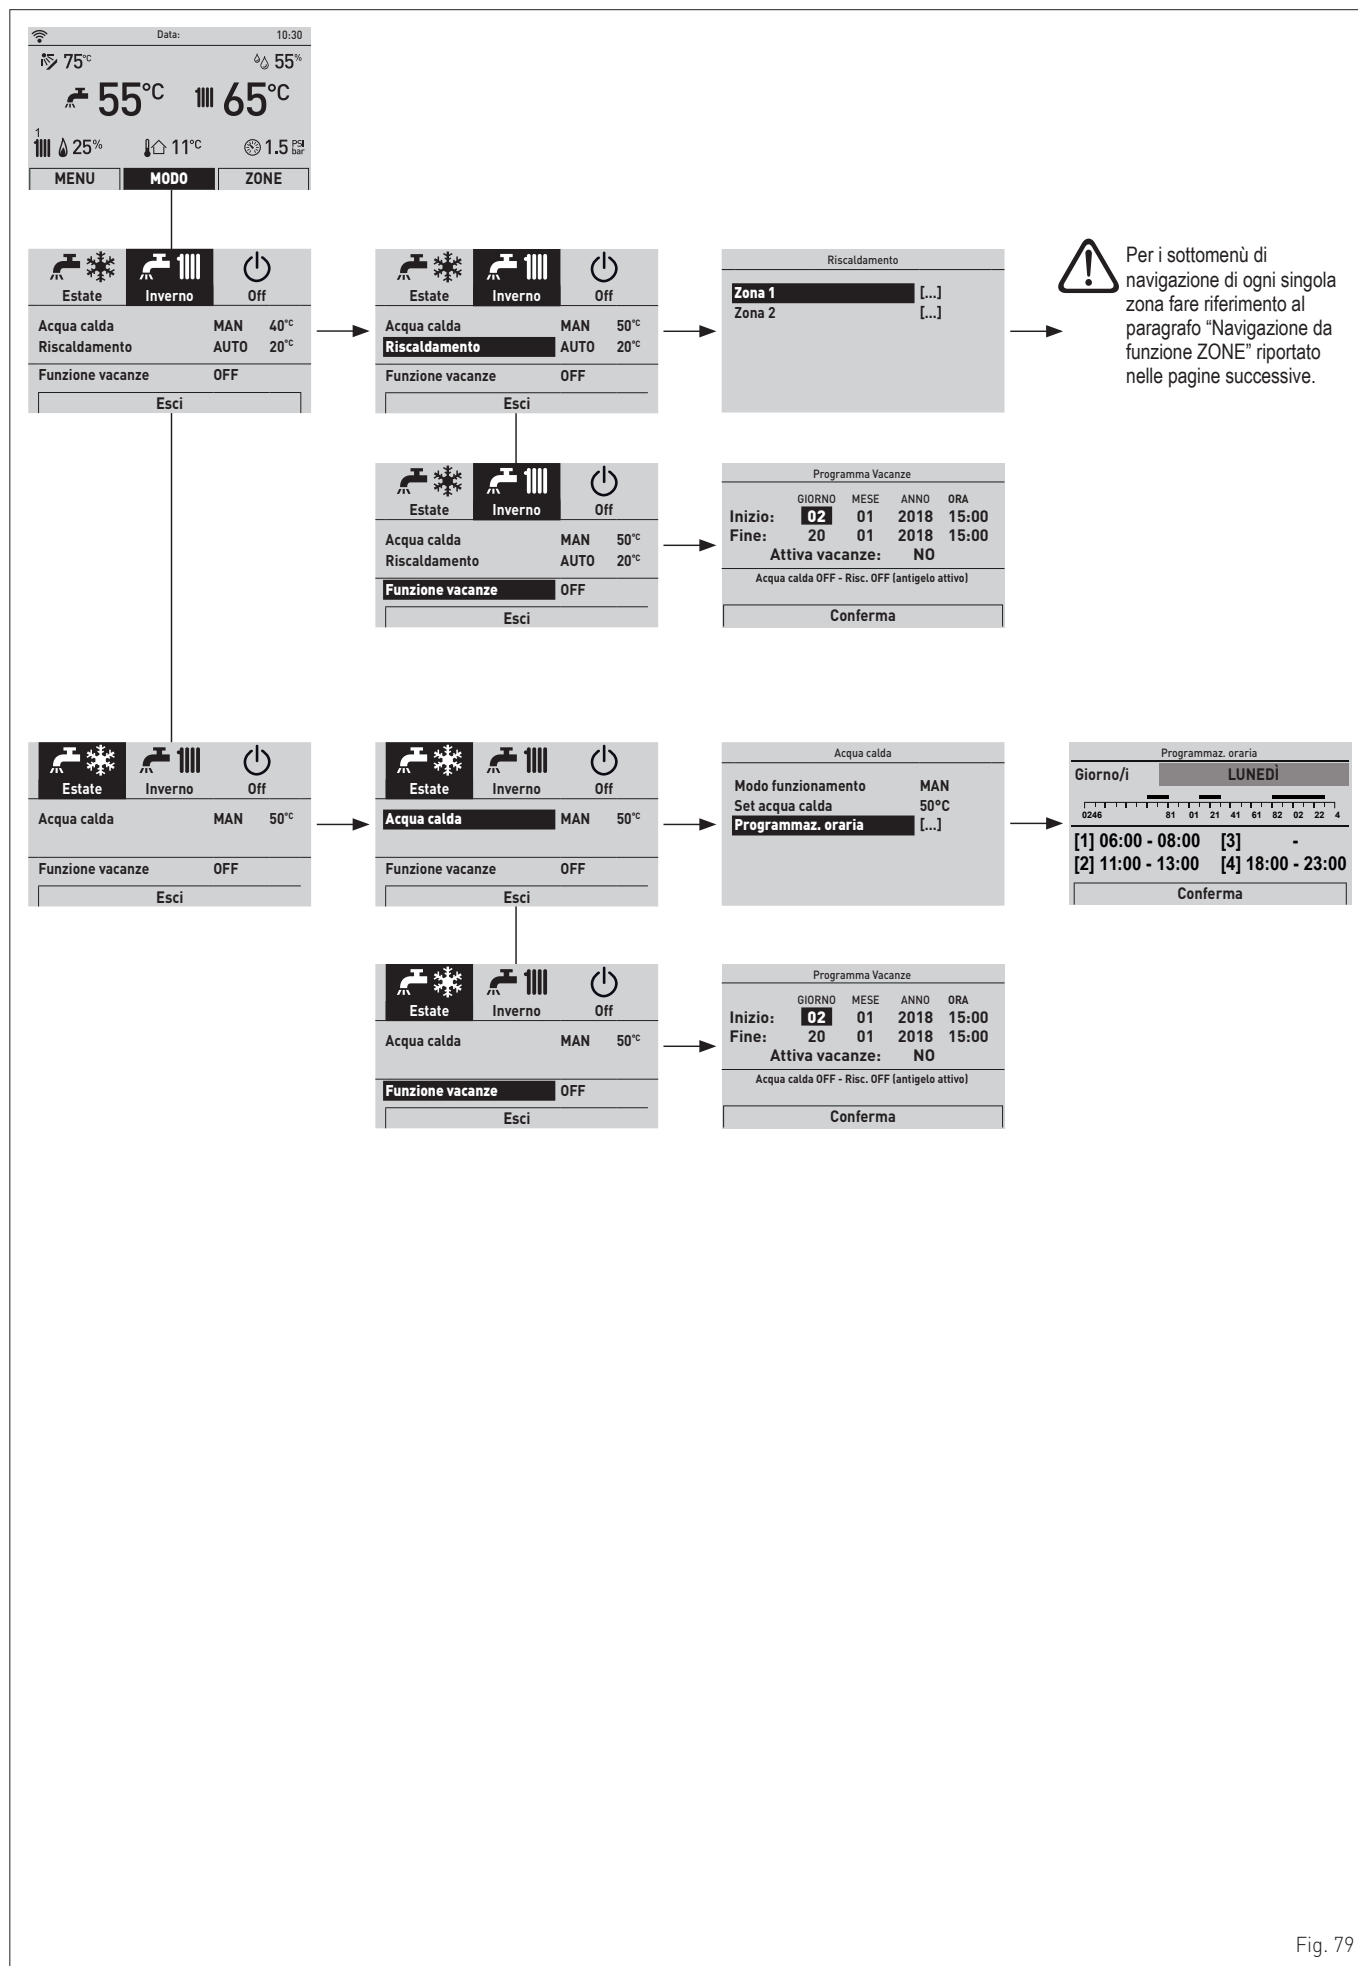 Data: 10:30
75°C 55%
55°C 65°C
1
25% 11°C 1.5 PSI bar
MENU MODO ZONE
Estate Inverno Off
Acqua calda MAN 40°C
Riscaldamento AUTO 20°C
Funzione vacanze OFF
Esci
Estate Inverno Off
Acqua calda MAN 50°C
Riscaldamento AUTO 20°C
Funzione vacanze OFF
Esci
Riscaldamento
Zona 1 [...]
Zona 2 [...]
Per i sottomenù di
navigazione di ogni singola
zona fare riferimento al
paragrafo “Navigazione da
funzione ZONE” riportato
nelle pagine successive.
Estate Inverno Off
Acqua calda MAN 50°C
Riscaldamento AUTO 20°C
Funzione vacanze OFF
Esci
Programma Vacanze
GIORNO MESE ANNO ORA
Inizio: 02 01 2018 15:00
Fine: 20 01 2018 15:00
Attiva vacanze: NO
Acqua calda OFF - Risc. OFF (antigelo attivo)
Conferma
Estate Inverno Off
Acqua calda MAN 50°C
Funzione vacanze OFF
Esci
Estate Inverno Off
Acqua calda MAN 50°C
Funzione vacanze OFF
Esci
Acqua calda
Modo funzionamento MAN
Set acqua calda 50°C
Programmaz. oraria [...]
Programmaz. oraria
Giorno/i LUNEDÌ
0246 81 01 21 41 61 82 02 22 4
[1] 06:00 - 08:00 [3] -
[2] 11:00 - 13:00 [4] 18:00 - 23:00
Conferma
Estate Inverno Off
Acqua calda MAN 50°C
Funzione vacanze OFF
Esci
Programma Vacanze
GIORNO MESE ANNO ORA
Inizio: 02 01 2018 15:00
Fine: 20 01 2018 15:00
Attiva vacanze: NO
Acqua calda OFF - Risc. OFF (antigelo attivo)
Conferma
Fig. 79